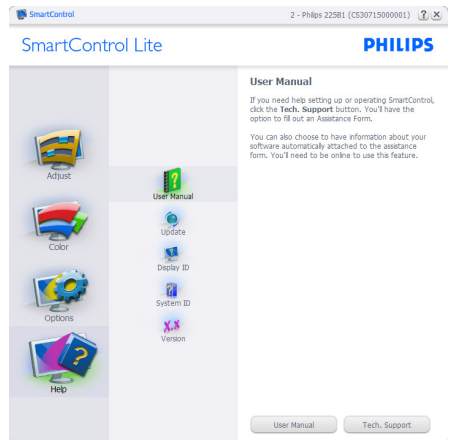 SmartControl
2 - Philips 225B1 (CS30715000001)
?
X
SmartControl Lite
PHILIPS
Adjust
Color
Options
Help
User Manual
Update
Display ID
System ID
X.X
Version
User Manual
If you need help setting up or operating SmartControl,
click the Tech. Support button. You'll have the
option to fill out an Assistance Form.
You can also choose to have information about your
software automatically attached to the assistance
form. You'll need to be online to use this feature.
User Manual
Tech. Support